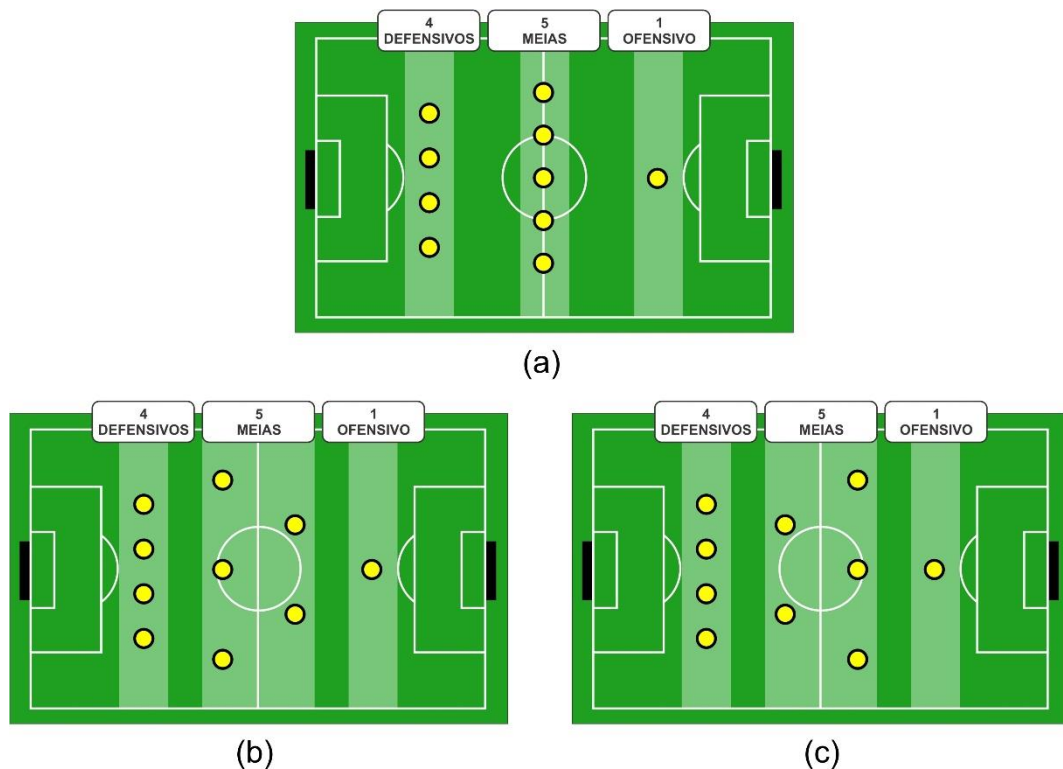 4
DEFENSIVOS
5
MEIAS
1
OFENSIVO
(a)
4
DEFENSIVOS
5
MEIAS
1
OFENSIVO
(b)
4
DEFENSIVOS
5
MEIAS
1
OFENSIVO
(c)